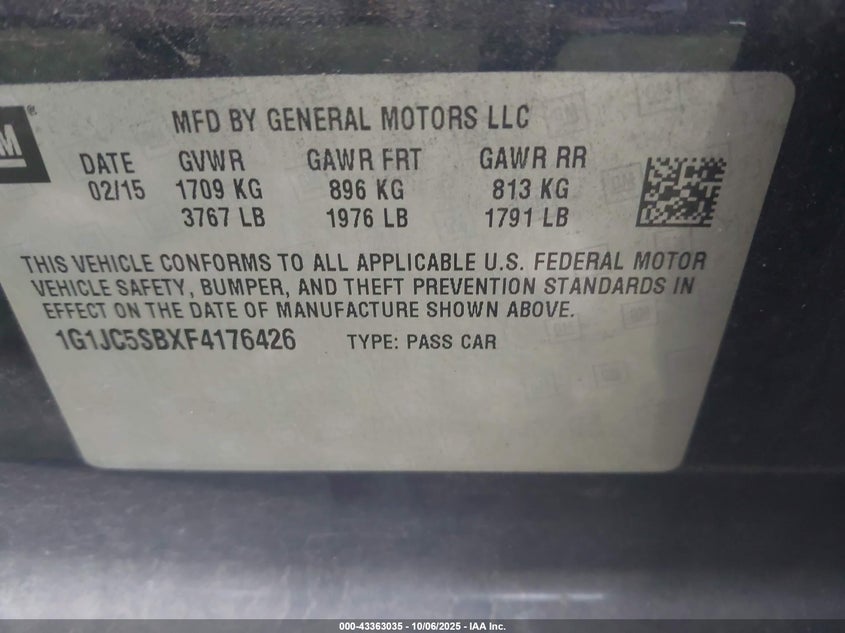 M®
MFD BY GENERAL MOTORS LLC
DATE GVWR GAWR FRT GAWR RR
02/15 1709 KG 896 KG 813 KG
3767 LB 1976 LB 1791 LB
THIS VEHICLE CONFORMS TO ALL APPLICABLE U.S. FEDERAL MOTOR
VEHICLE SAFETY, BUMPER, AND THEFT PREVENTION STANDARDS IN
EFFECT ON THE DATE OF MANUFACTURE SHOWN ABOVE.
1G1JC5SBXF4176426 TYPE: PASS CAR
000-43363035 - 10/06/2025 - IAA Inc.